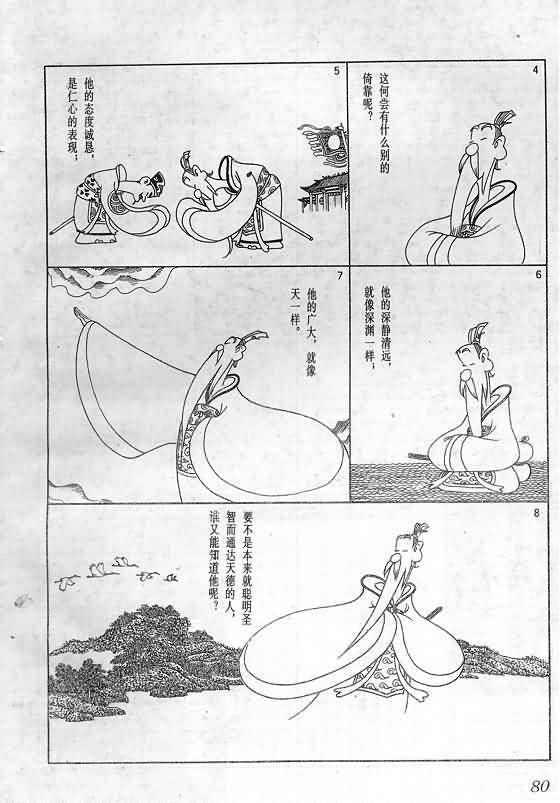 4
这何尝有什么别的
倚靠呢?
5
他的态度诚恳,
是仁心的表现;
6
他的深静清远,
就像深渊一样;
7
他的广大,就像
天一样。
8
要不是本来就聪明圣
智而通达天德的人,
谁又能知道他呢?
80